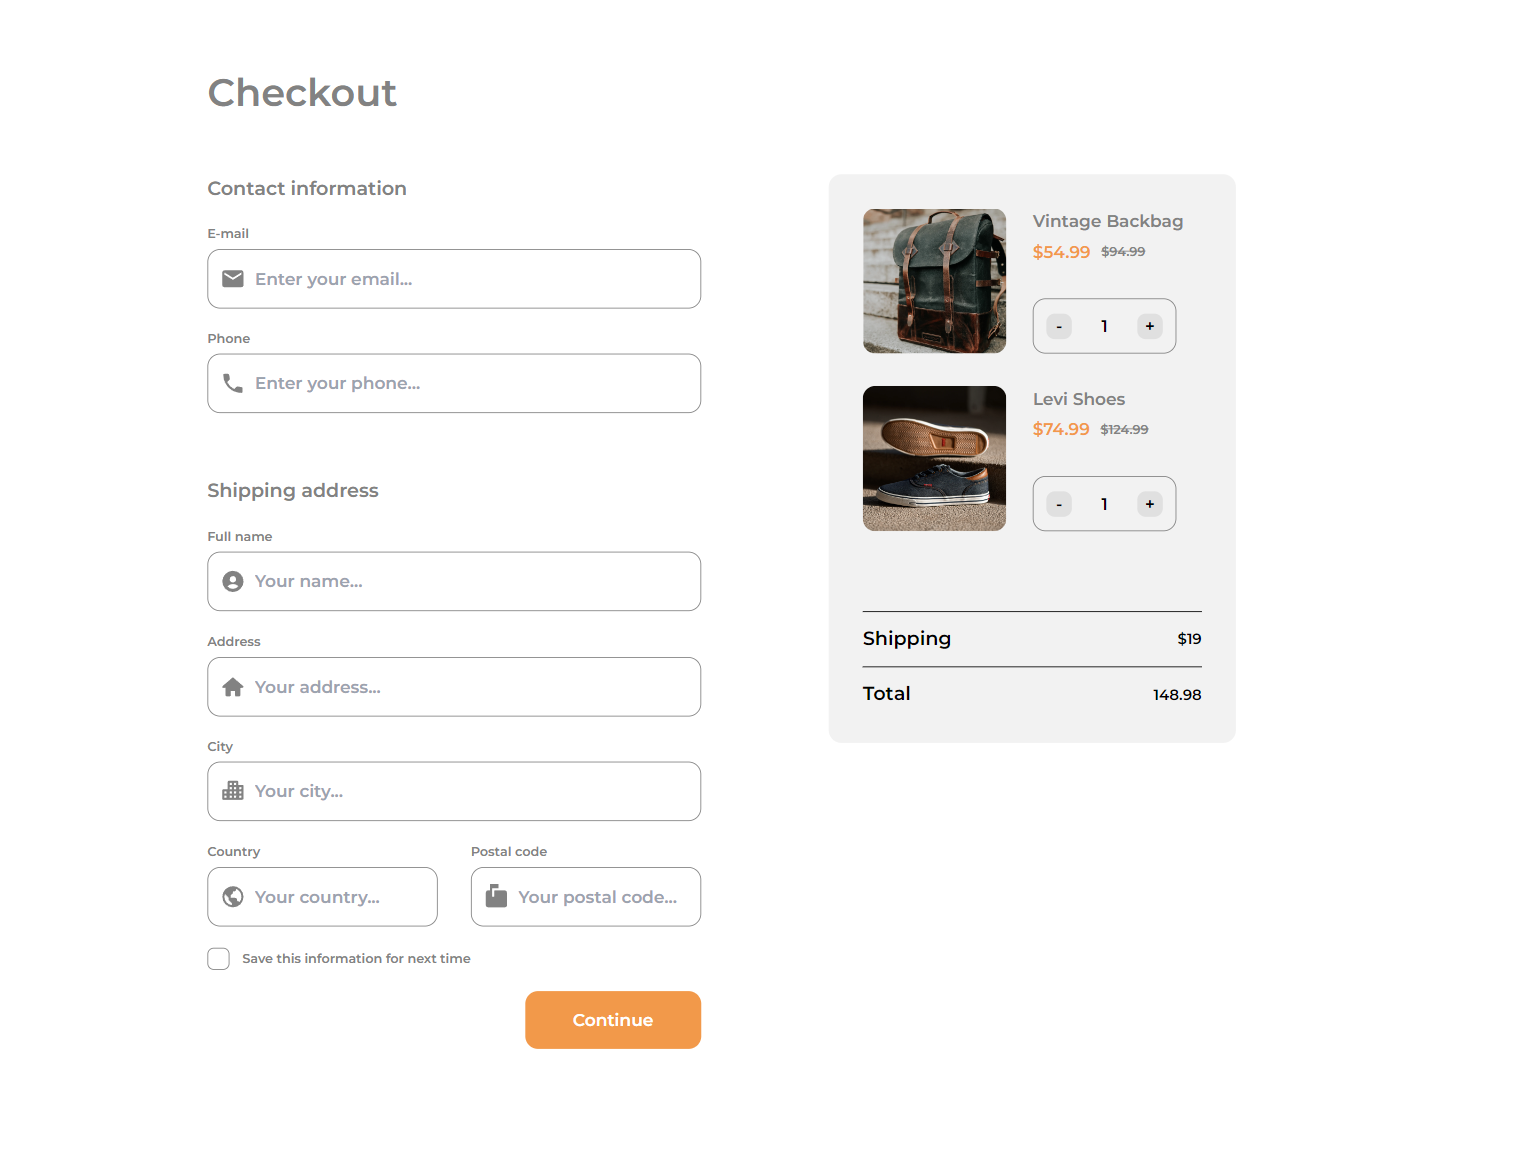 Checkout
Contact information
E-mail
Enter your email...
Phone
Enter your phone...
Shipping address
Full name
Your name...
Address
Your address...
City
Your city...
Country
Your country...
Postal code
Your postal code...
Save this information for next time
Continue
Vintage Backbag
$54.99 $94.99
- 1 +
Levi Shoes
$74.99 $124.99
- 1 +
Shipping $19
Total 148.98